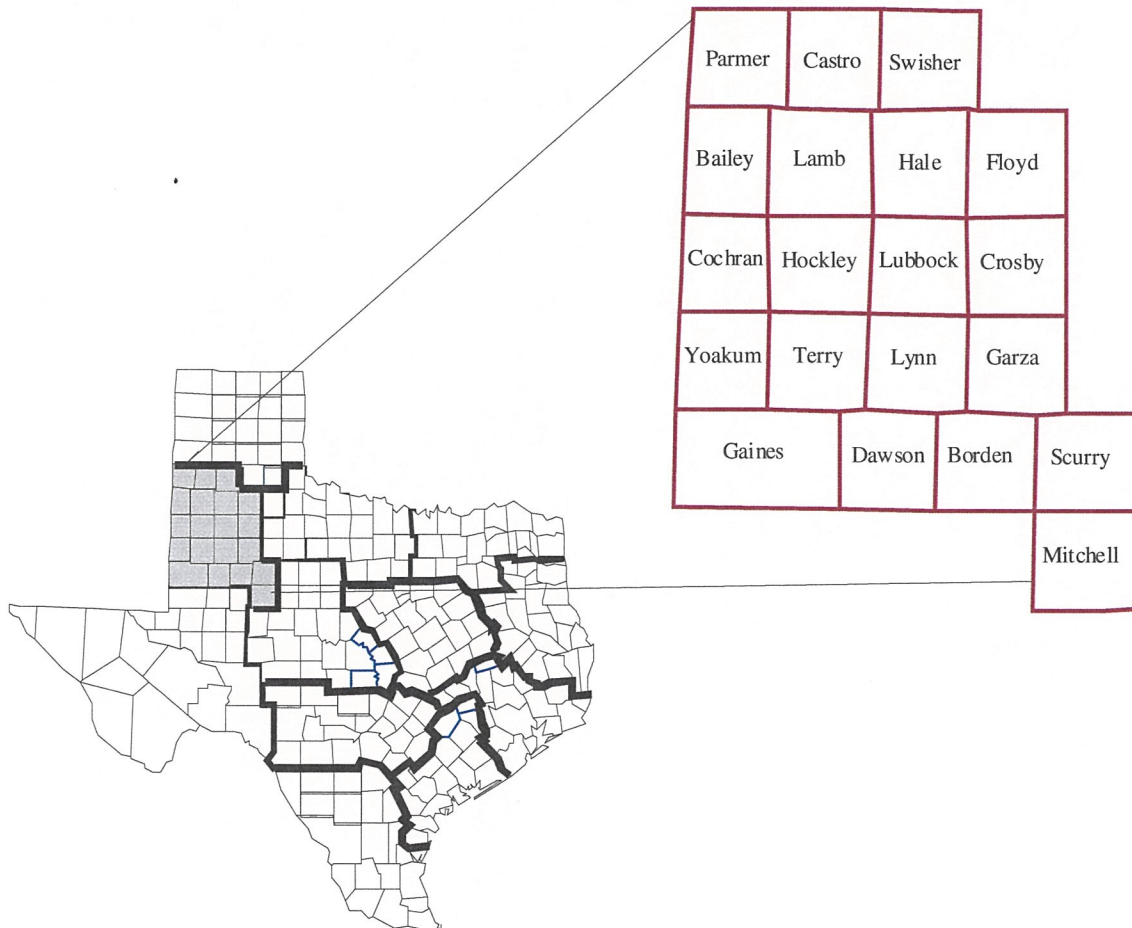 Parmer Castro Swisher
Bailey Lamb Hale Floyd
Cochran Hockley Lubbock Crosby
Yoakum Terry Lynn Garza
Gaines Dawson Borden Scurry
Mitchell